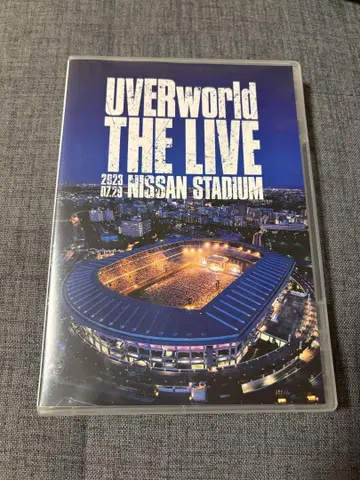 UVERworld
THE LIVE
2023
07.29 NISSAN STADIUM